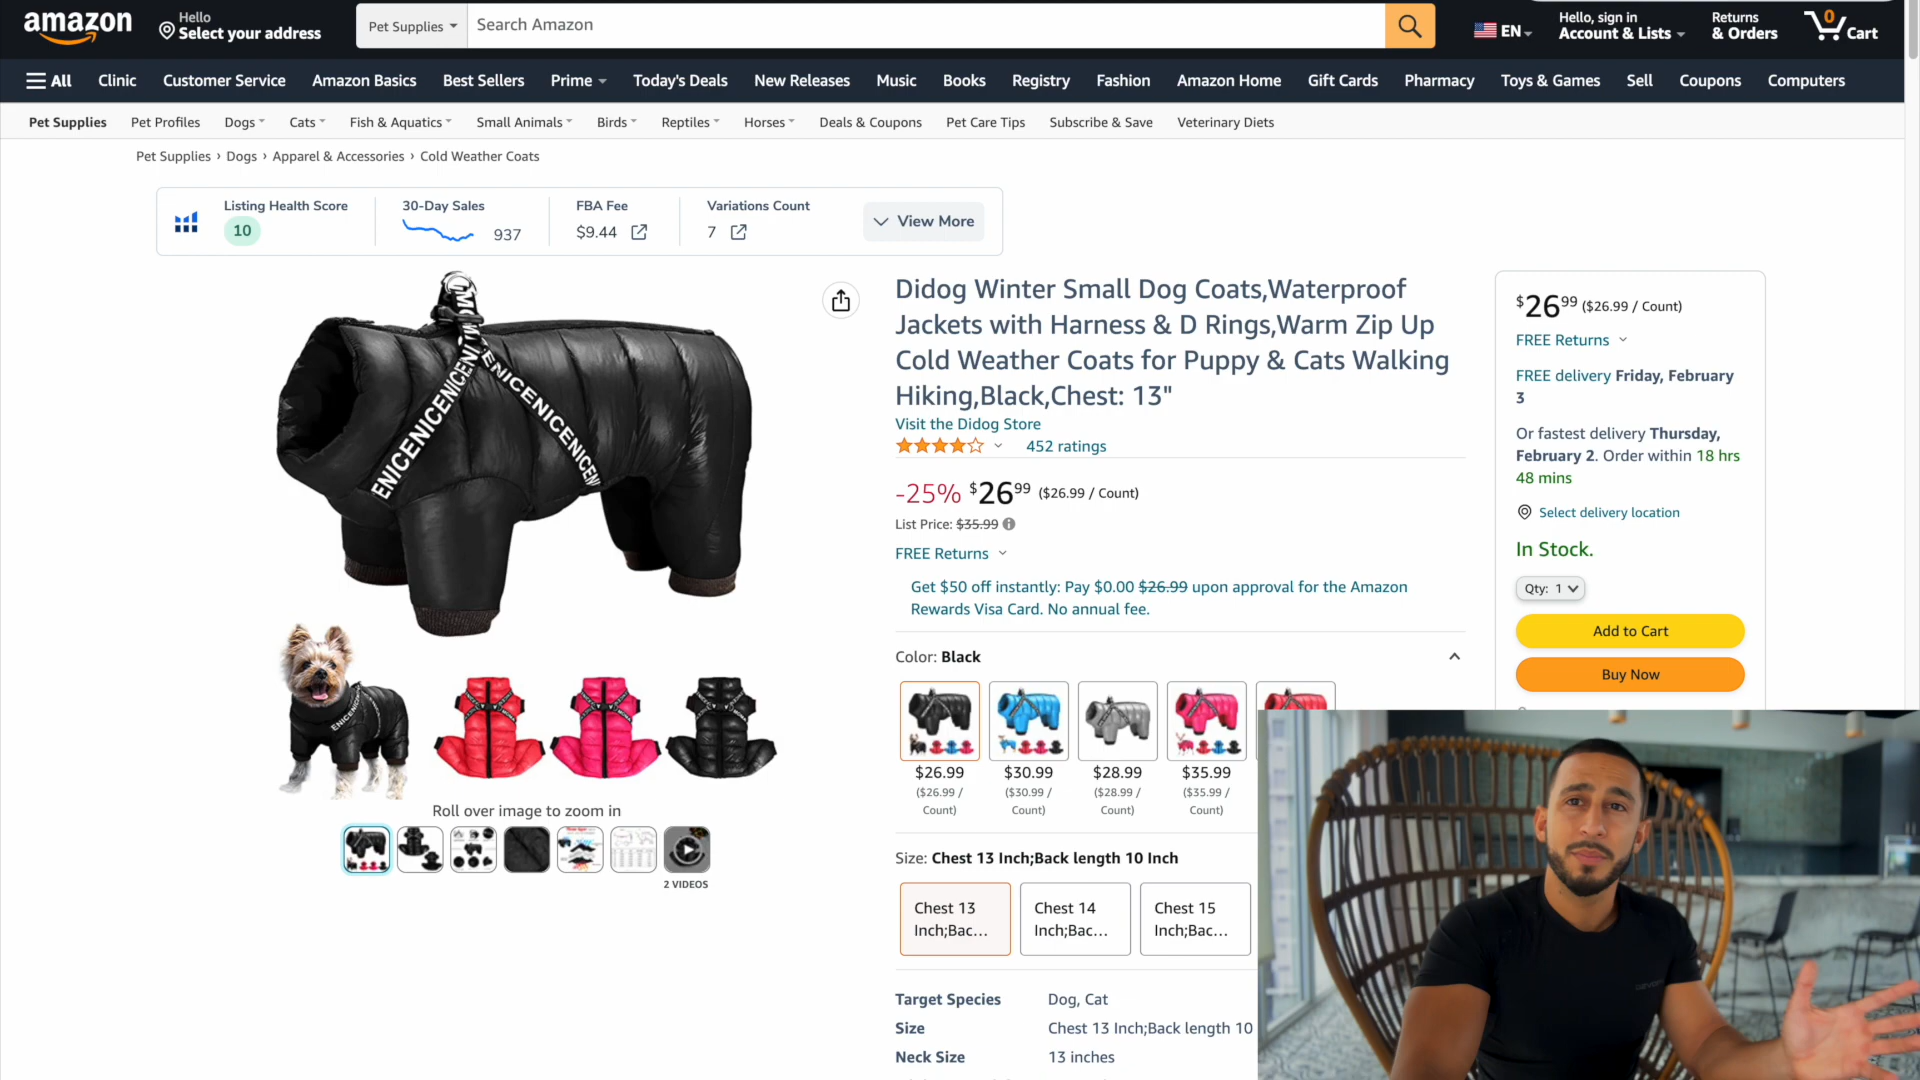 amazon
Hello
Select your address
Pet Supplies
Search Amazon
EN
Hello, sign in
Account & Lists
Returns
& Orders
0
Cart
All
Clinic
Customer Service
Amazon Basics
Best Sellers
Prime
Today's Deals
New Releases
Music
Books
Registry
Fashion
Amazon Home
Gift Cards
Pharmacy
Toys & Games
Sell
Coupons
Computers
Pet Supplies
Pet Profiles
Dogs
Cats
Fish & Aquatics
Small Animals
Birds
Reptiles
Horses
Deals & Coupons
Pet Care Tips
Subscribe & Save
Veterinary Diets
Pet Supplies › Dogs › Apparel & Accessories › Cold Weather Coats
Listing Health Score
10
30-Day Sales
937
FBA Fee
$9.44
Variations Count
7
View More
ENICENICENICENI
ENICENICENICENI
Roll over image to zoom in
2 VIDEOS
Didog Winter Small Dog Coats,Waterproof
Jackets with Harness & D Rings,Warm Zip Up
Cold Weather Coats for Puppy & Cats Walking
Hiking,Black,Chest: 13"
Visit the Didog Store
452 ratings
-25% $26.99 ($26.99 / Count)
List Price: $35.99
FREE Returns
Get $50 off instantly: Pay $0.00 $26.99 upon approval for the Amazon
Rewards Visa Card. No annual fee.
Color: Black
$26.99
($26.99 /
Count)
$30.99
($30.99 /
Count)
$28.99
($28.99 /
Count)
$35.99
($35.99 /
Count)
Size: Chest 13 Inch;Back length 10 Inch
Chest 13
Inch;Bac...
Chest 14
Inch;Bac...
Chest 15
Inch;Bac...
Target Species Dog, Cat
Size Chest 13 Inch;Back length 10
Neck Size 13 inches
$26.99 ($26.99 / Count)
FREE Returns
FREE delivery Friday, February
3
Or fastest delivery Thursday,
February 2. Order within 18 hrs
48 mins
Select delivery location
In Stock.
Qty: 1
Add to Cart
Buy Now